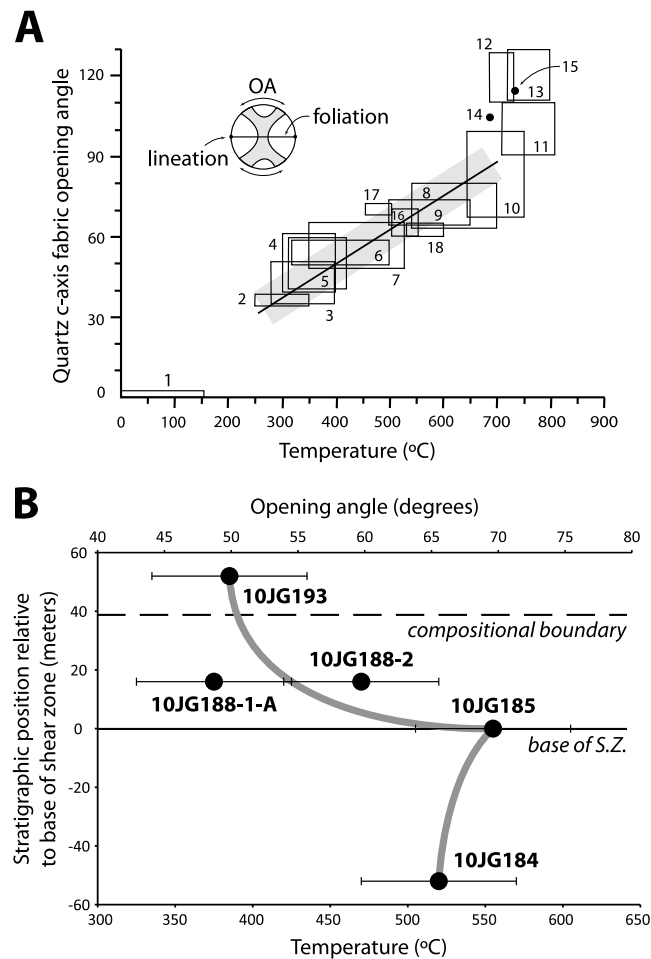 A
OA
foliation
lineation
Quartz c-axis fabric opening angle
120
90
60
30
0
12
15
13
14
11
17
8
16
9
10
4
6
18
5
7
2
3
1
0
100
200
300
400
500
600
700
800
900
Temperature (ºC)
B
Opening angle (degrees)
40
50
60
70
80
Stratigraphic position relative
to base of shear zone (meters)
60
40
20
0
-20
-40
-60
10JG193
compositional boundary
10JG188-2
10JG188-1-A
10JG185
base of S.Z.
10JG184
300
350
400
450
500
550
600
650
Temperature (ºC)